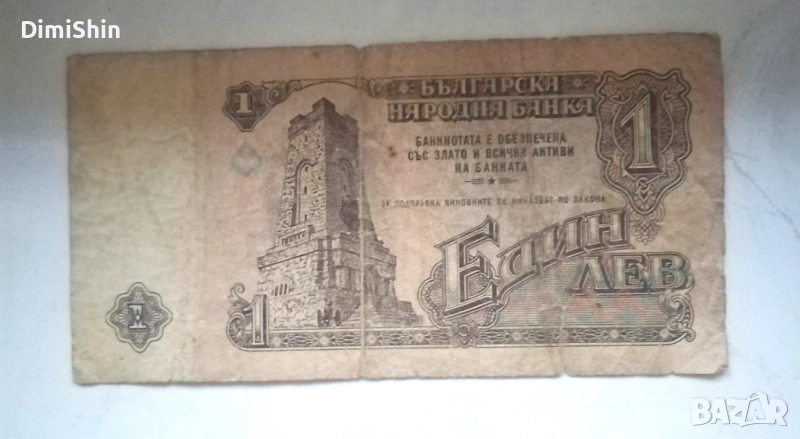 DimiShin
1
БЪЛГАРСКА
НАРОДНА БАНКА
1
БАНКНОТАТА Е ОБЕЗПЕЧЕНА
СЪС ЗЛАТО И ВСИЧКИ АКТИВИ
НА БАНКАТА
ЗА ПОДПРАВКА ВИНОВНИТЕ СЕ НАКАЗВАТ ПО ЗАКОНА
ЕДИН
ЛЕВ
1
1
BAZAR